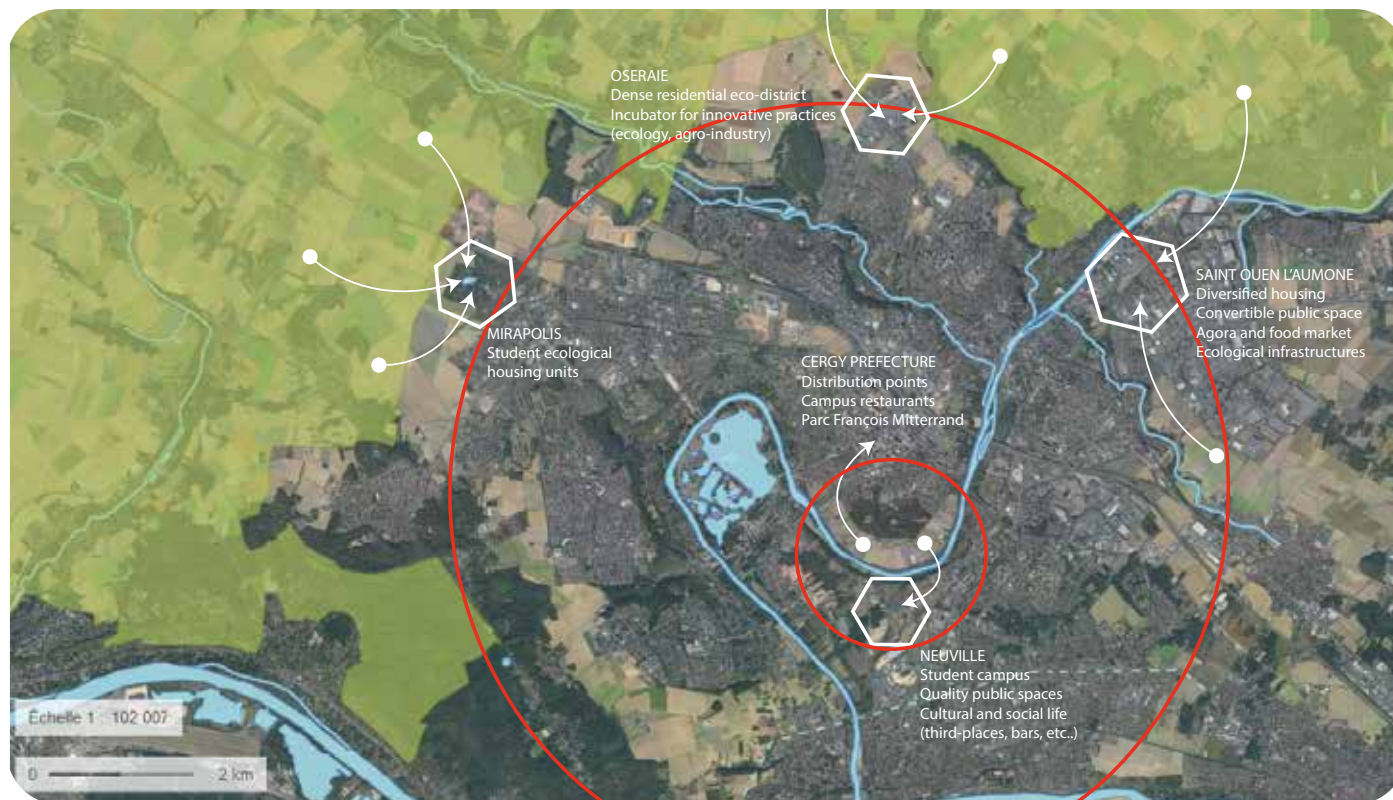 OSERAIE
Dense residential eco-district
Incubator for innovative practices
(ecology, agro-industry)
SAINT OUEN L'AUMONE
Diversified housing
Convertible public space
Agora and food market
Ecological infrastructures
MIRAPOLIS
Student ecological
housing units
CERGY PREFECTURE
Distribution points
Campus restaurants
Parc François Mitterrand
NEUVILLE
Student campus
Quality public spaces
Cultural and social life
(third-places, bars, etc..)
Échelle 1 : 102 007
0 2 km